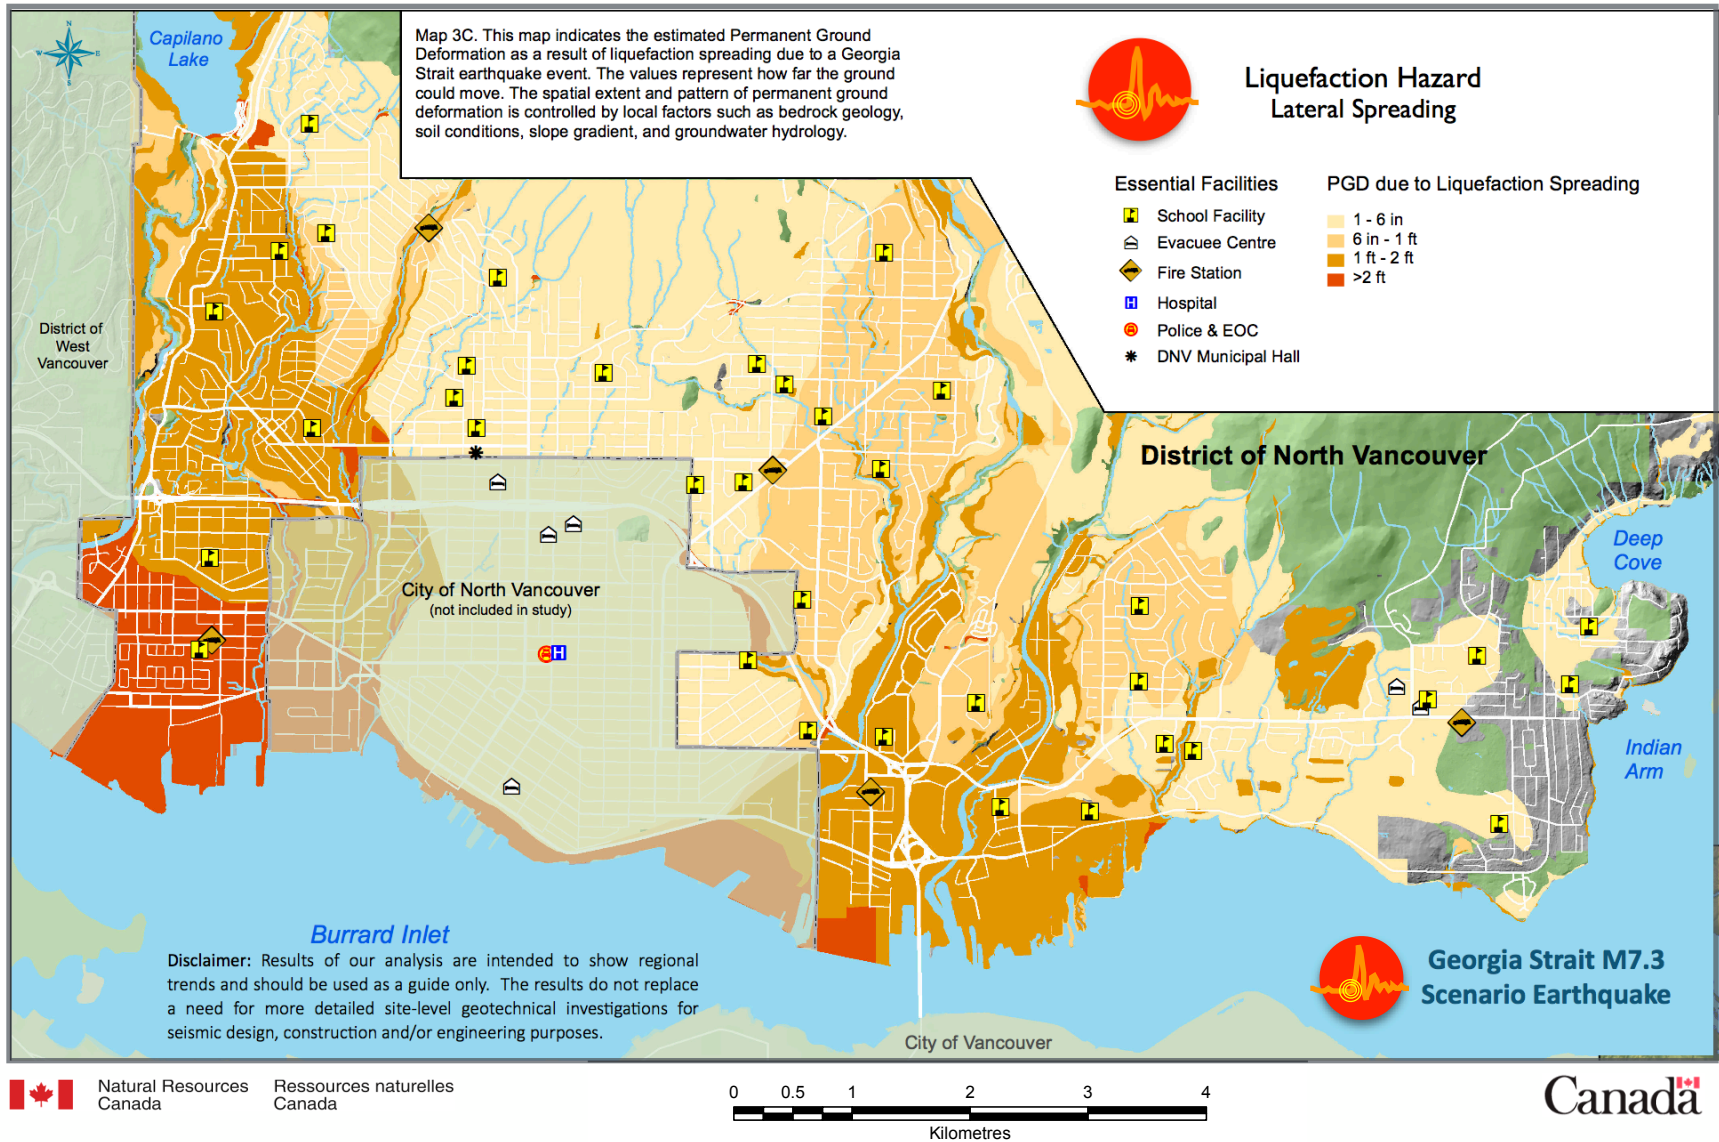 N
W
E
S
Capilano
Lake
Map 3C. This map indicates the estimated Permanent Ground
Deformation as a result of liquefaction spreading due to a Georgia
Strait earthquake event. The values represent how far the ground
could move. The spatial extent and pattern of permanent ground
deformation is controlled by local factors such as bedrock geology,
soil conditions, slope gradient, and groundwater hydrology.
Liquefaction Hazard
Lateral Spreading
Essential Facilities
School Facility
Evacuee Centre
Fire Station
H
Hospital
Police & EOC
DNV Municipal Hall
PGD due to Liquefaction Spreading
1 - 6 in
6 in - 1 ft
1 ft - 2 ft
>2 ft
District of
West
Vancouver
District of North Vancouver
Deep
Cove
City of North Vancouver
(not included in study)
H
Indian
Arm
Burrard Inlet
Disclaimer: Results of our analysis are intended to show regional
trends and should be used as a guide only. The results do not replace
a need for more detailed site-level geotechnical investigations for
seismic design, construction and/or engineering purposes.
Georgia Strait M7.3
Scenario Earthquake
City of Vancouver
Natural Resources
Canada
Ressources naturelles
Canada
0 0.5 1 2 3 4
Kilometres
Canada